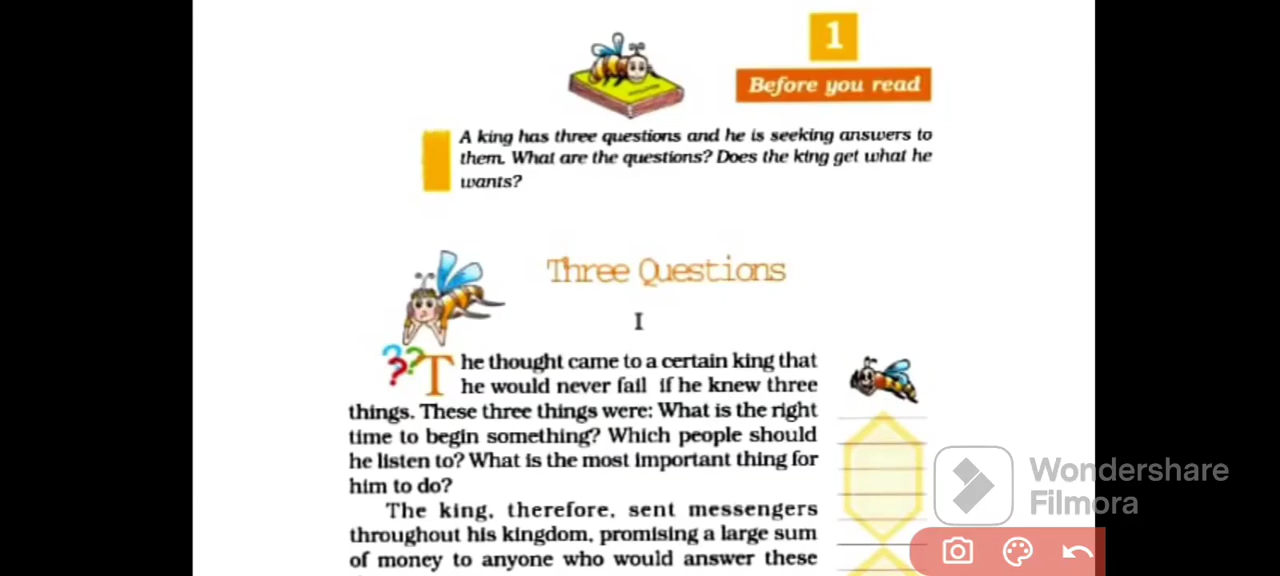 1
Before you read
A king has three questions and he is seeking answers to
them. What are the questions? Does the king get what he
wants?
Three Questions
I
??The thought came to a certain king that
he would never fail if he knew three
things. These three things were: What is the right
time to begin something? Which people should
he listen to? What is the most important thing for
him to do?
The king, therefore, sent messengers
throughout his kingdom, promising a large sum
of money to anyone who would answer these
Wondershare
Filmora